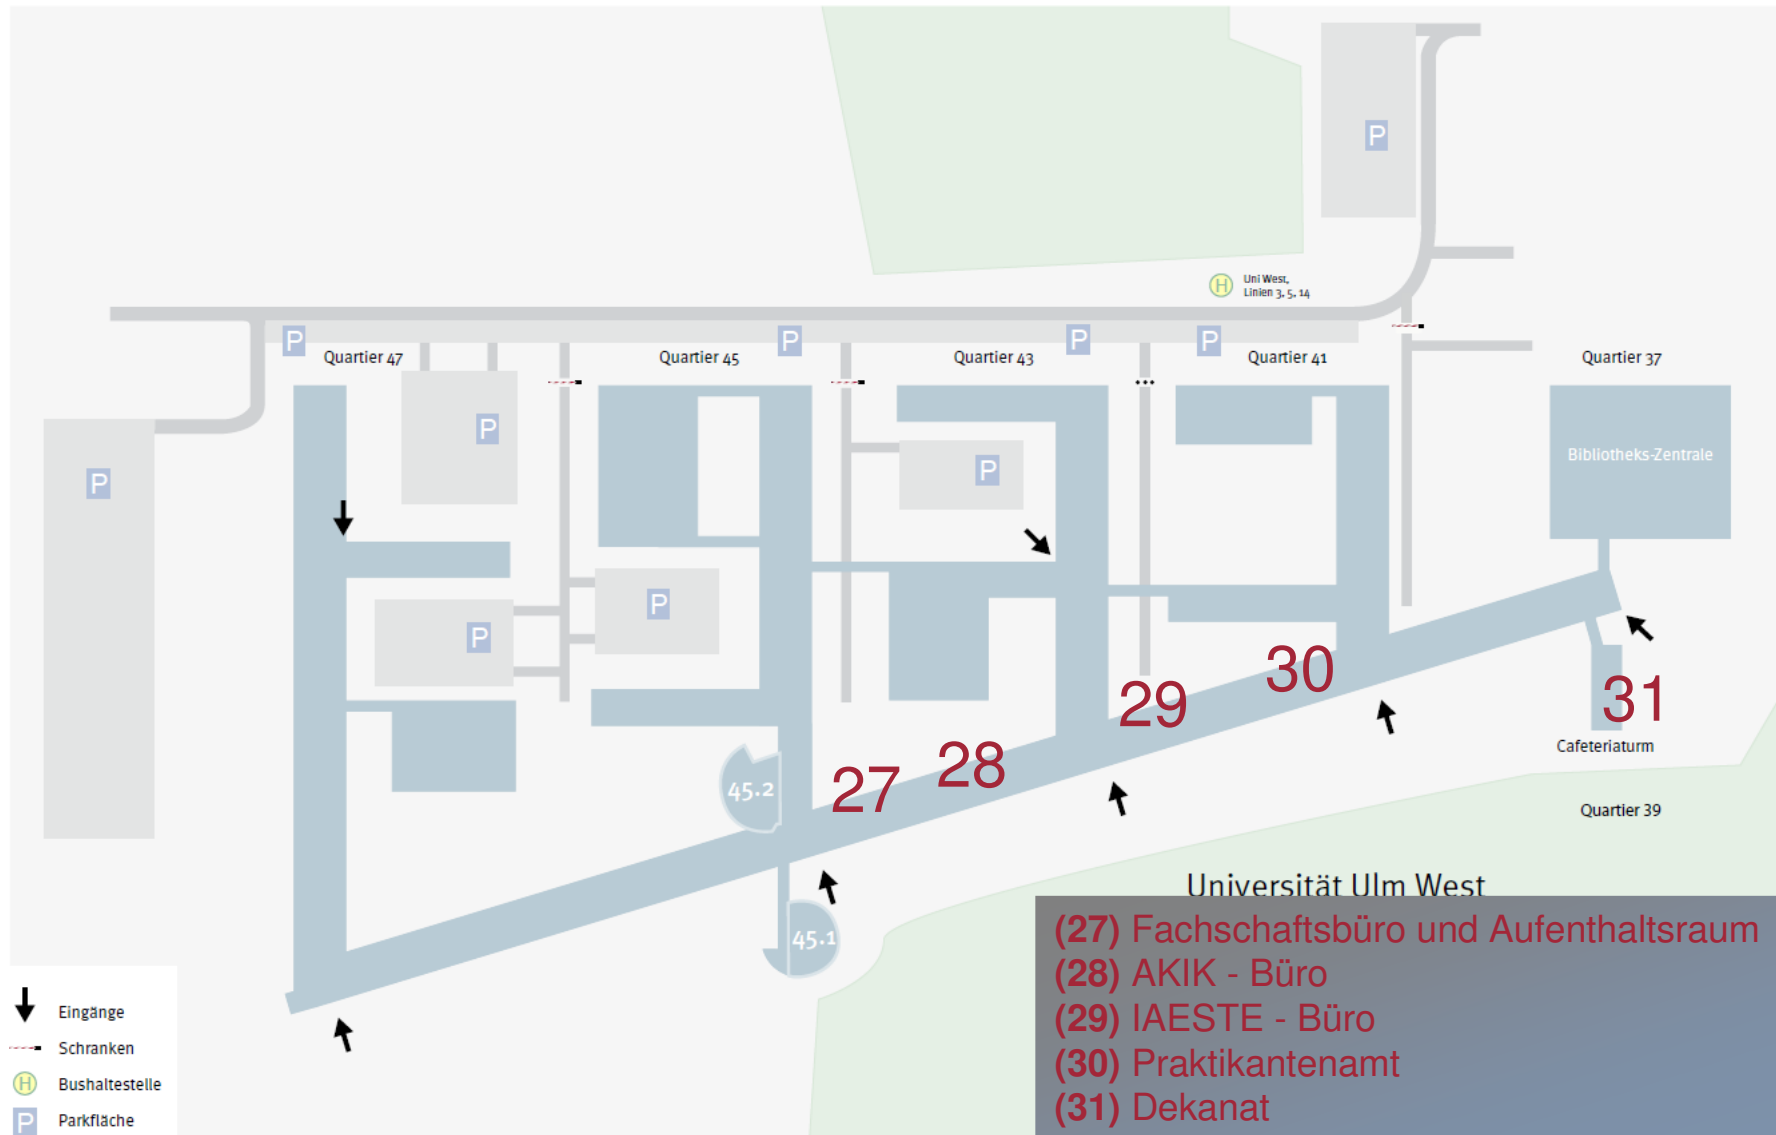 P
H
Uni West,
Linien 3, 5, 14
P
P
P
P
Quartier 47
Quartier 45
Quartier 43
Quartier 41
Quartier 37
P
P
P
Bibliotheks-Zentrale
P
P
30
29
31
28
27
Cafeteriaturm
45.2
Quartier 39
Universität Ulm West
45.1
(27) Fachschaftsbüro und Aufenthaltsraum
(28) AKIK - Büro
(29) IAESTE - Büro
(30) Praktikantenamt
(31) Dekanat
Eingänge
Schranken
H Bushaltestelle
P Parkfläche